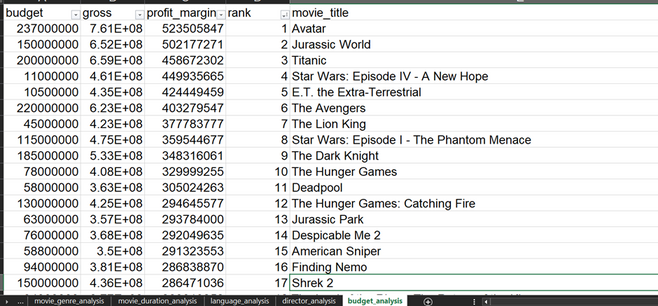 budget gross profit_margin rank movie_title
237000000 7.61E+08 523505847 1 Avatar
150000000 6.52E+08 502177271 2 Jurassic World
200000000 6.59E+08 458672302 3 Titanic
11000000 4.61E+08 449935665 4 Star Wars: Episode IV - A New Hope
10500000 4.35E+08 424449459 5 E.T. the Extra-Terrestrial
220000000 6.23E+08 403279547 6 The Avengers
45000000 4.23E+08 377783777 7 The Lion King
115000000 4.75E+08 359544677 8 Star Wars: Episode I - The Phantom Menace
185000000 5.33E+08 348316061 9 The Dark Knight
78000000 4.08E+08 329999255 10 The Hunger Games
58000000 3.63E+08 305024263 11 Deadpool
130000000 4.25E+08 294645577 12 The Hunger Games: Catching Fire
63000000 3.57E+08 293784000 13 Jurassic Park
76000000 3.68E+08 292049635 14 Despicable Me 2
58800000 3.5E+08 291323553 15 American Sniper
94000000 3.81E+08 286838870 16 Finding Nemo
150000000 4.36E+08 286471036 17 Shrek 2
... movie_genre_analysis movie_duration_analysis language_analysis director_analysis budget_analysis